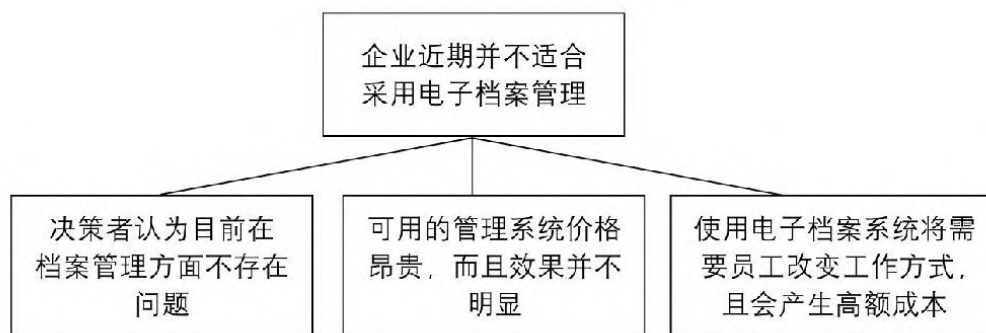 企业近期并不适合
采用电子档案管理
决策者认为目前在
档案管理方面不存在
问题
可用的管理系统价格
昂贵，而且效果并不
明显
使用电子档案系统将需
要员工改变工作方式，
且会产生高额成本